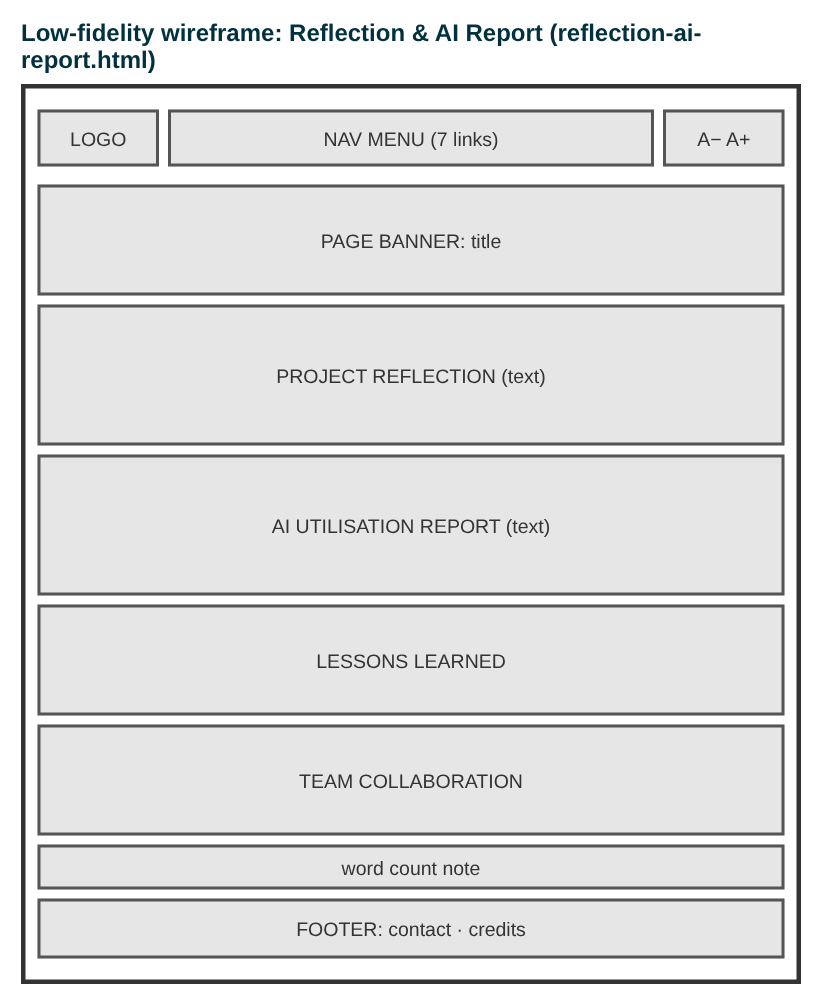 Low-fidelity wireframe: Reflection & AI Report (reflection-ai-
report.html)
LOGO
NAV MENU (7 links)
A− A+
PAGE BANNER: title
PROJECT REFLECTION (text)
AI UTILISATION REPORT (text)
LESSONS LEARNED
TEAM COLLABORATION
word count note
FOOTER: contact · credits